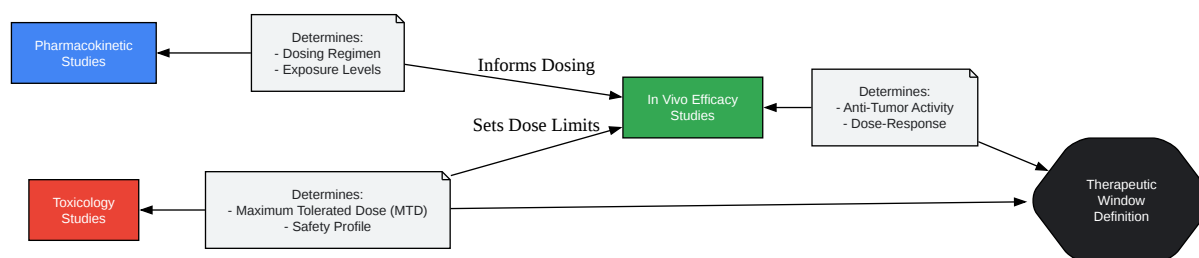 Pharmacokinetic
Studies
Determines:
- Dosing Regimen
- Exposure Levels
Informs Dosing
Sets Dose Limits
In Vivo Efficacy
Studies
Determines:
- Anti-Tumor Activity
- Dose-Response
Toxicology
Studies
Determines:
- Maximum Tolerated Dose (MTD)
- Safety Profile
Therapeutic
Window
Definition